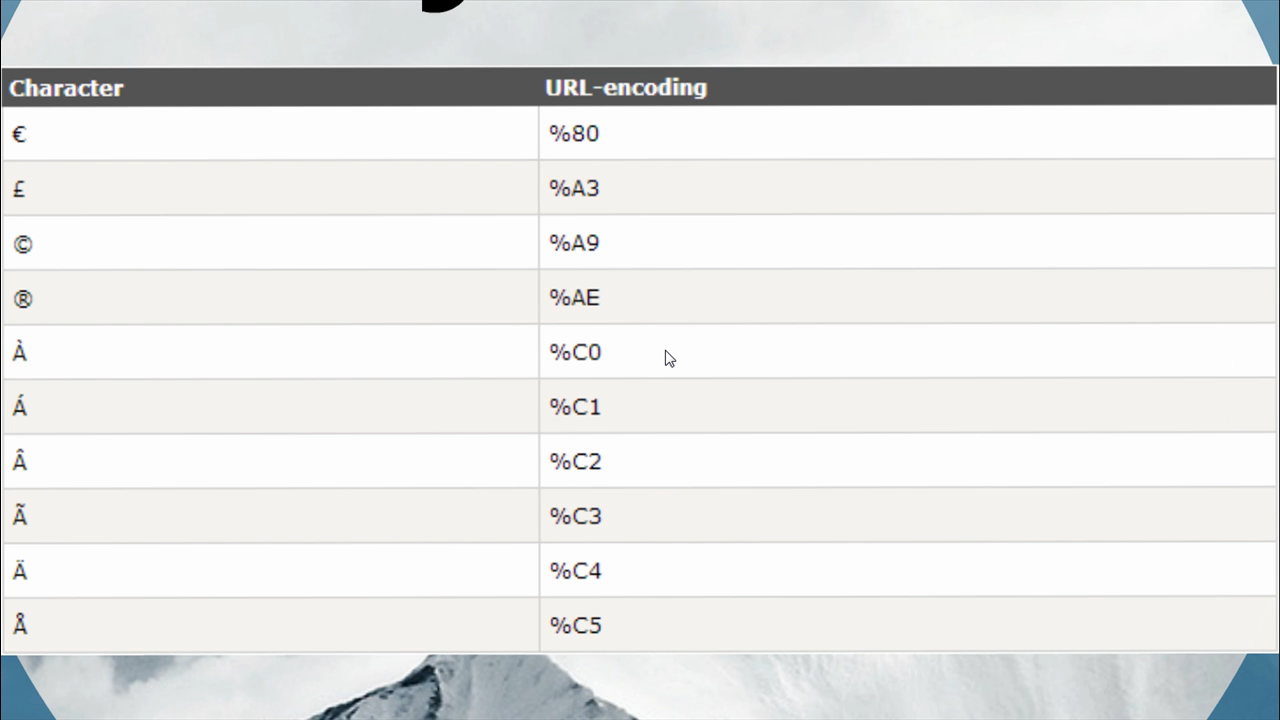 Character URL-encoding
€ %80
£ %A3
© %A9
® %AE
À %C0
Á %C1
Â %C2
Ã %C3
Ä %C4
Å %C5